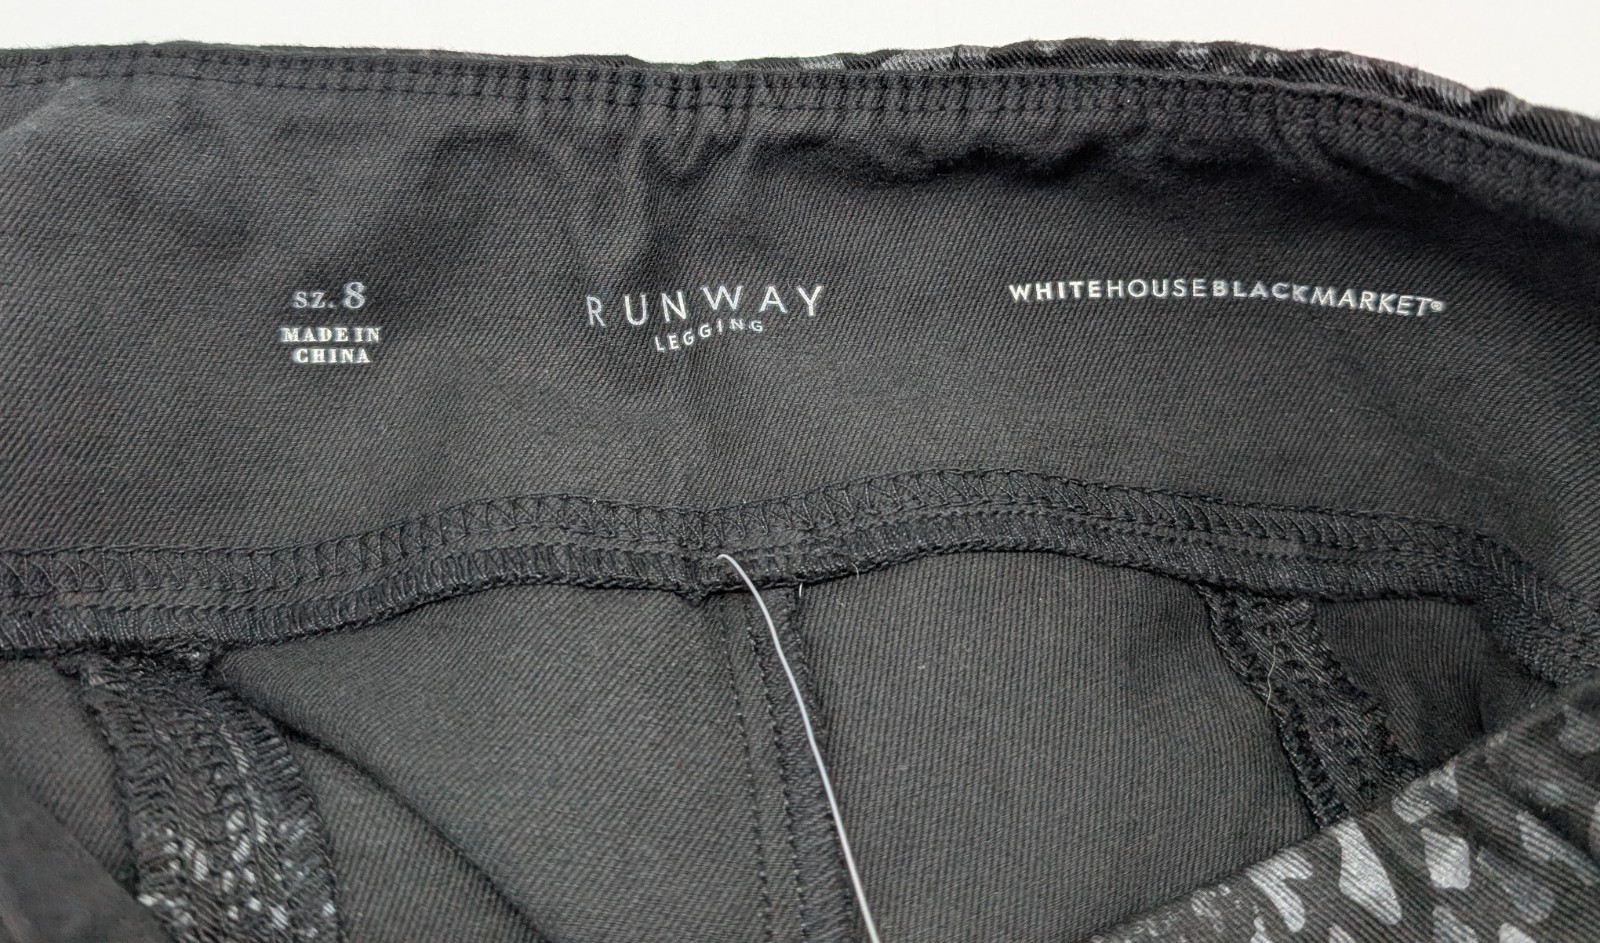 SZ. 8
MADE IN
CHINA
RUNWAY
LEGGING
WHITEHOUSEBLACKMARKET®